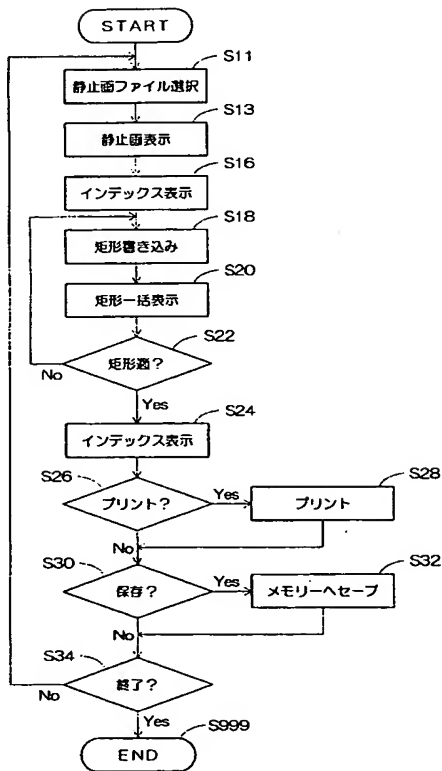 START
S11
静止画ファイル選択
S13
静止画表示
S16
インデックス表示
S18
矩形書き込み
S20
矩形一括表示
S22
矩形適?
No
Yes
S24
インデックス表示
S26
プリント?
Yes
S28
プリント
No
S30
保存?
Yes
S32
メモリーへセーブ
No
S34
終了?
No
Yes
S999
END